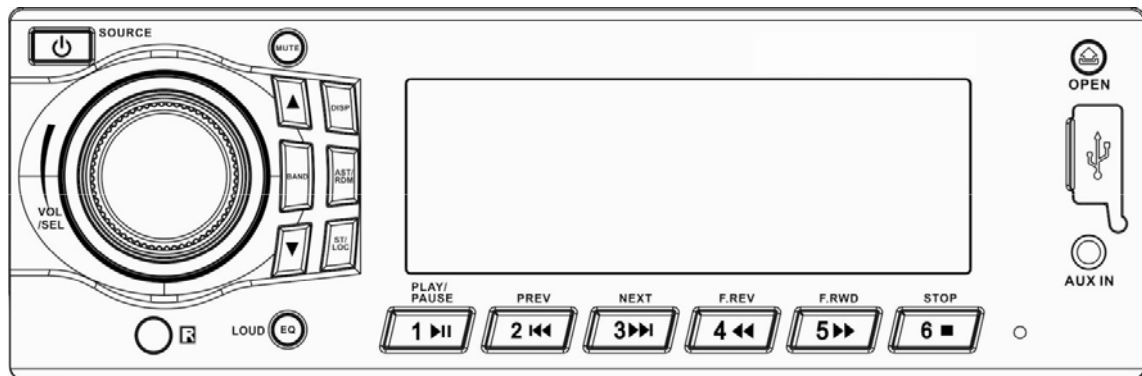 SOURCE
MUTE
OPEN
DISP
BAND
AST/
RDM
VOL
/SEL
ST/
LOC
AUX IN
PLAY/
PAUSE
PREV
NEXT
F.REV
F.RWD
STOP
LOUD
EQ
R
1
2
3
4
5
6